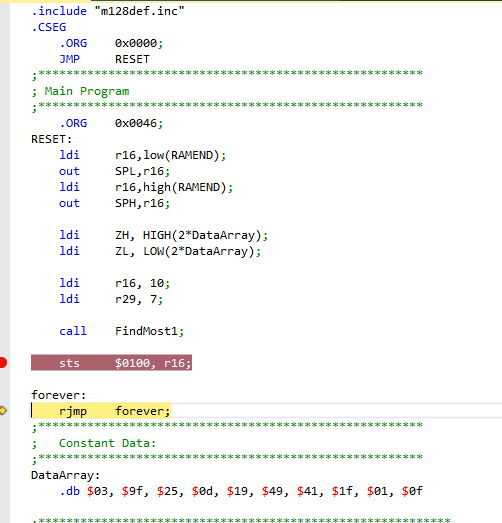 .include "m128def.inc"
.CSEG
.ORG 0x0000;
JMP RESET
;*******************************************************
; Main Program
;*******************************************************
.ORG 0x0046;
RESET:
ldi r16,low(RAMEND);
out SPL,r16;
ldi r16,high(RAMEND);
out SPH,r16;
ldi ZH, HIGH(2*DataArray);
ldi ZL, LOW(2*DataArray);
ldi r16, 10;
ldi r29, 7;
call FindMost1;
sts $0100, r16;
forever:
rjmp forever;
;*******************************************************
; Constant Data:
;*******************************************************
DataArray:
.db $03, $9f, $25, $0d, $19, $49, $41, $1f, $01, $0f
;***********************************************************